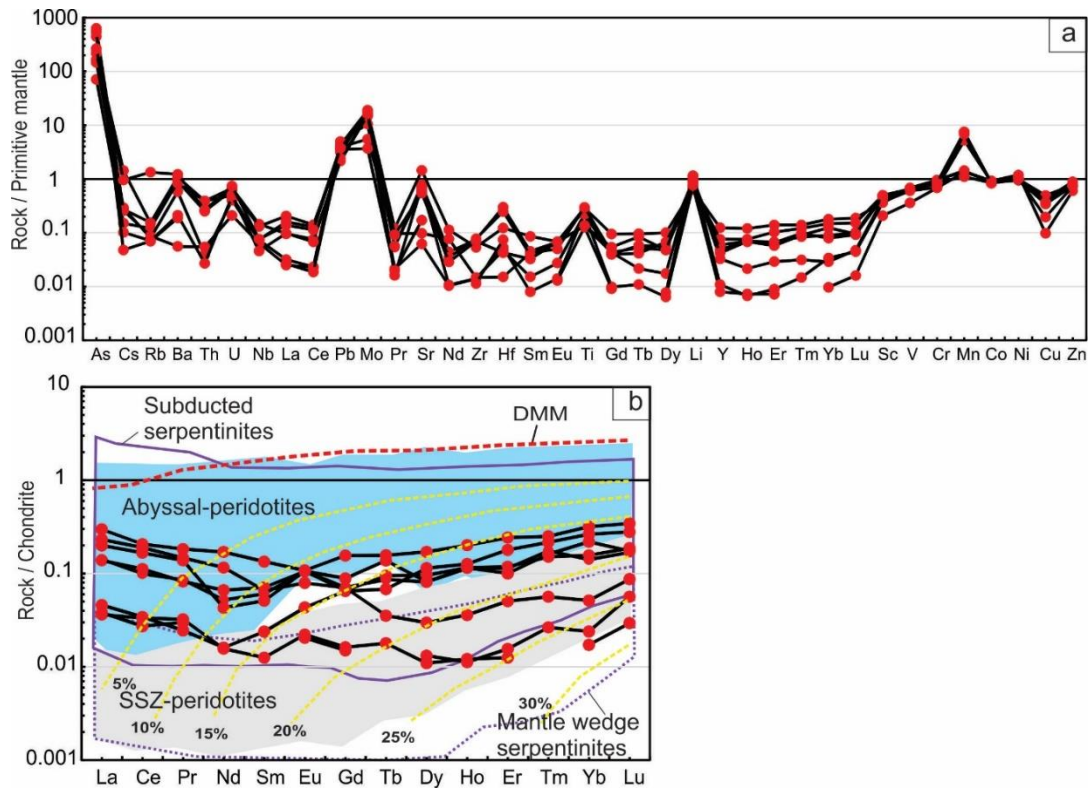 a
Rock / Primitive mantle
1000
100
10
1
0.1
0.01
0.001
As Cs Rb Ba Th U Nb La Ce Pb Mo Pr Sr Nd Zr Hf Sm Eu Ti Gd Tb Dy Li Y Ho Er Tm Yb Lu Sc V Cr Mn Co Ni Cu Zn
b
Rock / Chondrite
10
1
0.1
0.01
0.001
Subducted
serpentinites
DMM
Abyssal-peridotites
5%
SSZ-peridotites
10%
15%
20%
25%
30%
Mantle wedge
serpentinites
La Ce Pr Nd Sm Eu Gd Tb Dy Ho Er Tm Yb Lu